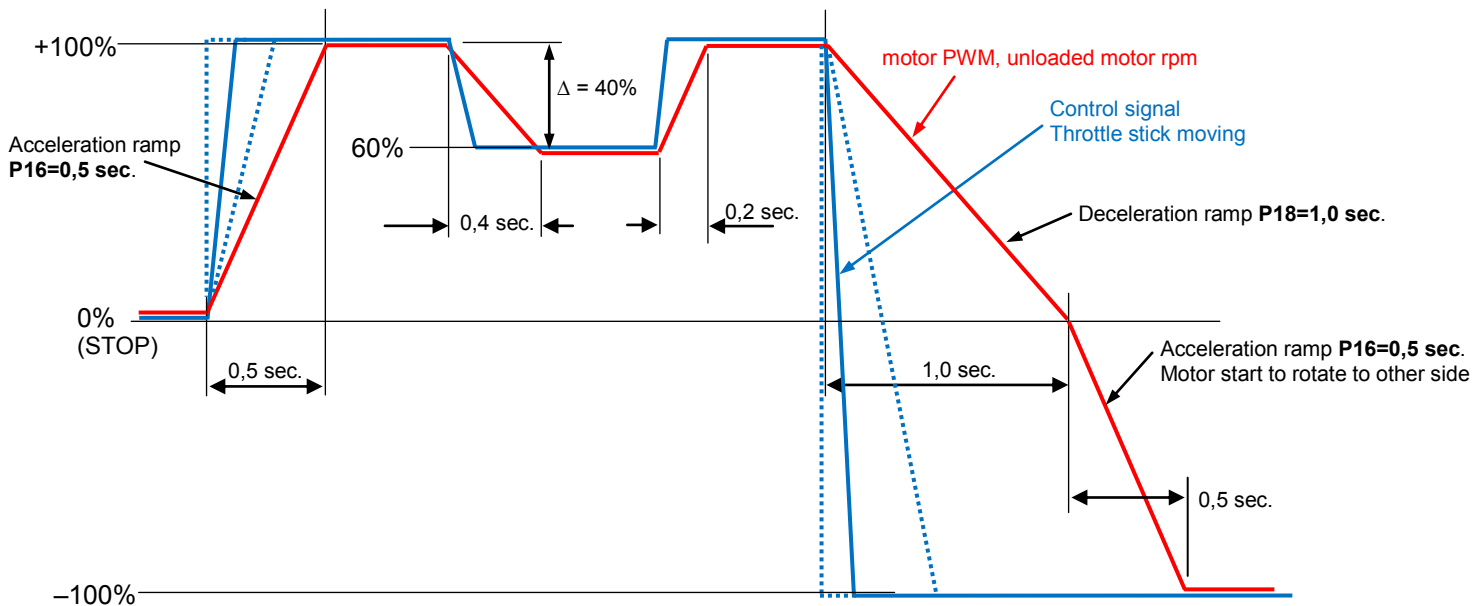 +100%
motor PWM, unloaded motor rpm
Δ = 40%
Control signal
Throttle stick moving
Acceleration ramp
P16=0,5 sec.
60%
0,4 sec.
0,2 sec.
Deceleration ramp P18=1,0 sec.
0%
(STOP)
0,5 sec.
1,0 sec.
Acceleration ramp P16=0,5 sec.
Motor start to rotate to other side
0,5 sec.
–100%